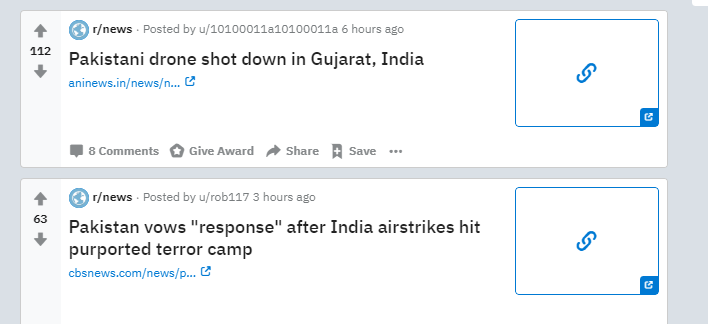 r/news · Posted by u/10100011a10100011a 6 hours ago
112
Pakistani drone shot down in Gujarat, India
aninews.in/news/n...
8 Comments Give Award Share Save ...
r/news · Posted by u/rob117 3 hours ago
63
Pakistan vows "response" after India airstrikes hit
purported terror camp
cbsnews.com/news/p...